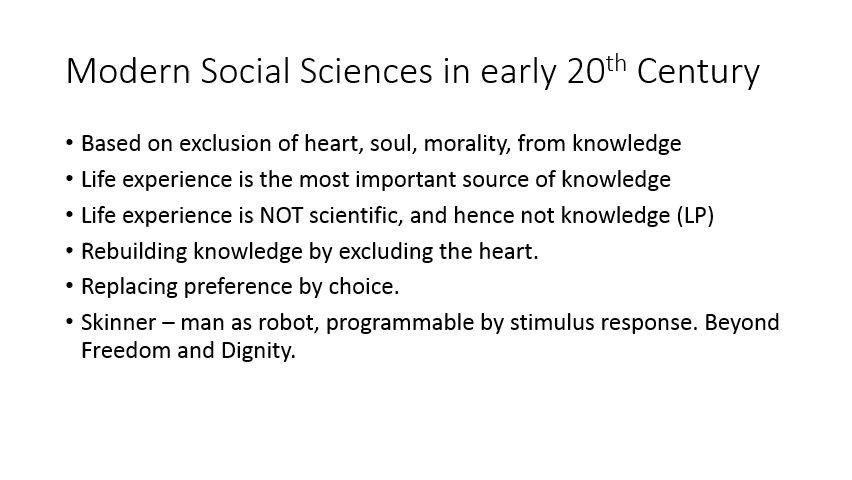 Modern Social Sciences in early 20th Century
• Based on exclusion of heart, soul, morality, from knowledge
• Life experience is the most important source of knowledge
• Life experience is NOT scientific, and hence not knowledge (LP)
• Rebuilding knowledge by excluding the heart.
• Replacing preference by choice.
• Skinner – man as robot, programmable by stimulus response. Beyond
Freedom and Dignity.